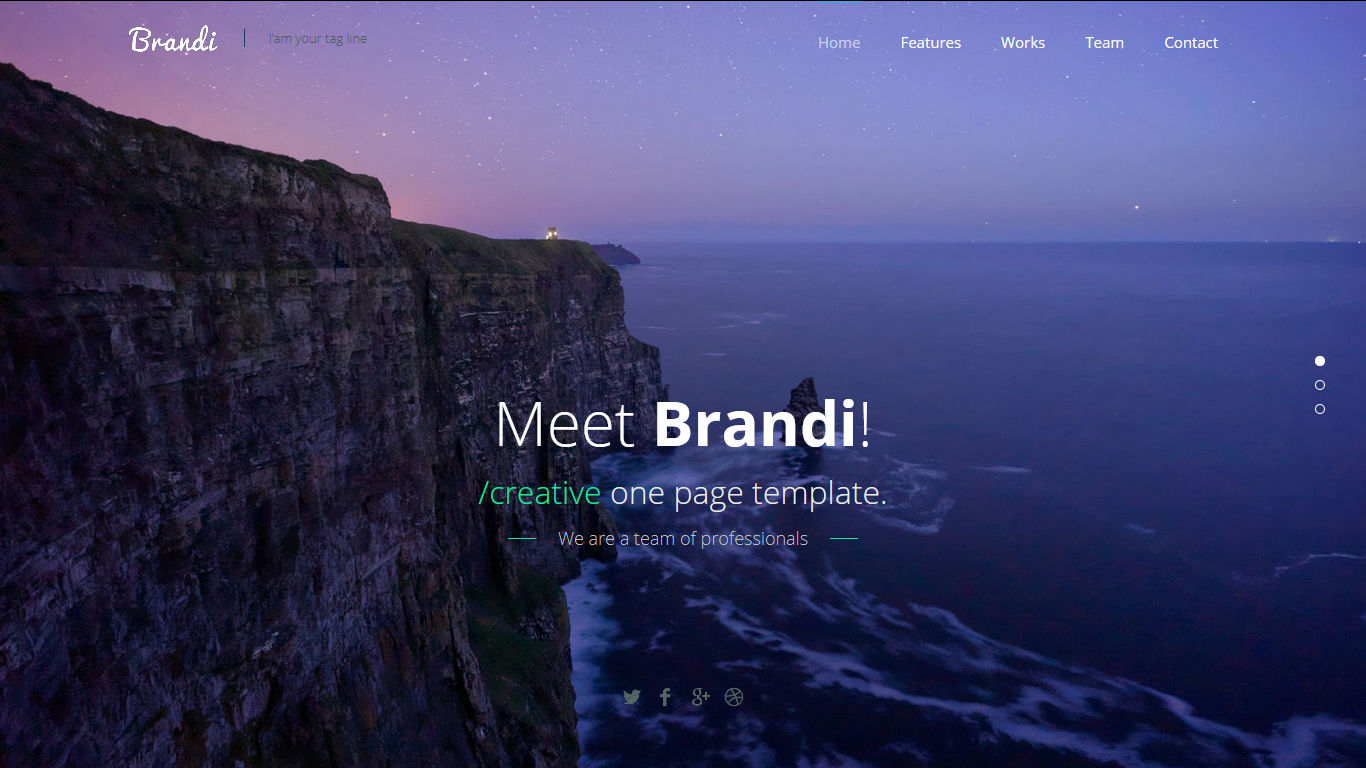 Brandi
I'am your tag line
Home Features Works Team Contact
Meet Brandi!
/creative one page template.
We are a team of professionals